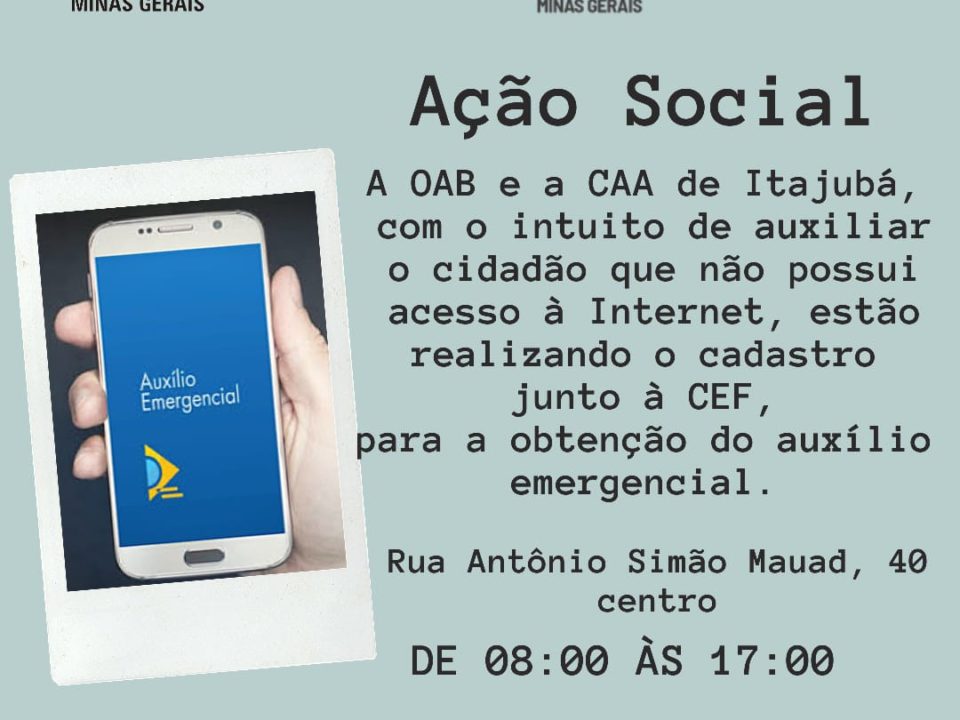 MINAS GERAIS
MINAS GERAIS
Ação Social
A OAB e a CAA de Itajubá,
com o intuito de auxiliar
o cidadão que não possui
acesso à Internet, estão
realizando o cadastro
junto à CEF,
para a obtenção do auxílio
emergencial.
Auxílio
Emergencial
Rua Antônio Simão Mauad, 40
centro
DE 08:00 ÀS 17:00